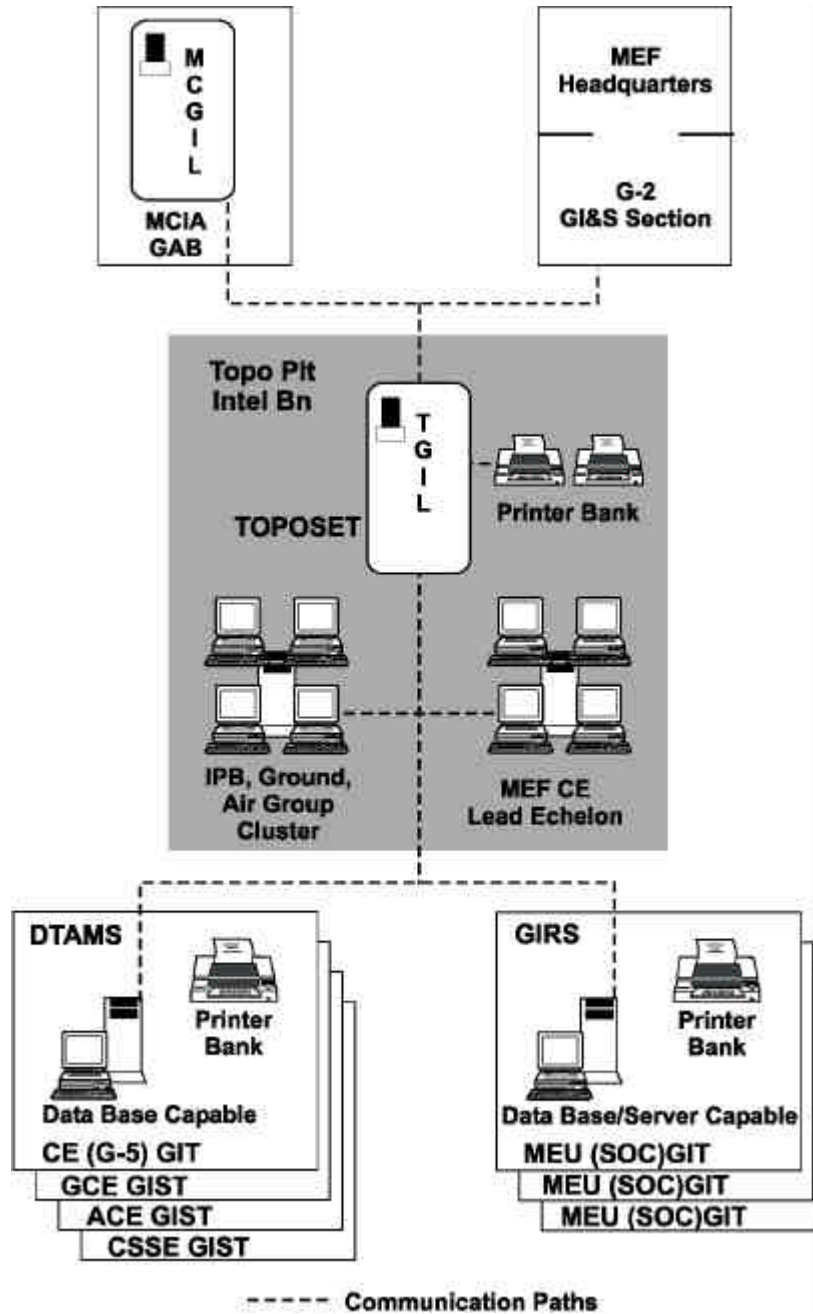 MCGIL
MCIA
GAB
MEF
Headquarters
G-2
GI&S Section
Topo Plt
Intel Bn
TGIL
TOPOSET
Printer Bank
IPB, Ground,
Air Group
Cluster
MEF CE
Lead Echelon
DTAMS
Printer
Bank
Data Base Capable
CE (G-5) GIT
GCE GIST
ACE GIST
CSSE GIST
GIRS
Printer
Bank
Data Base/Server Capable
MEU (SOC)GIT
MEU (SOC)GIT
MEU (SOC)GIT
Communication Paths